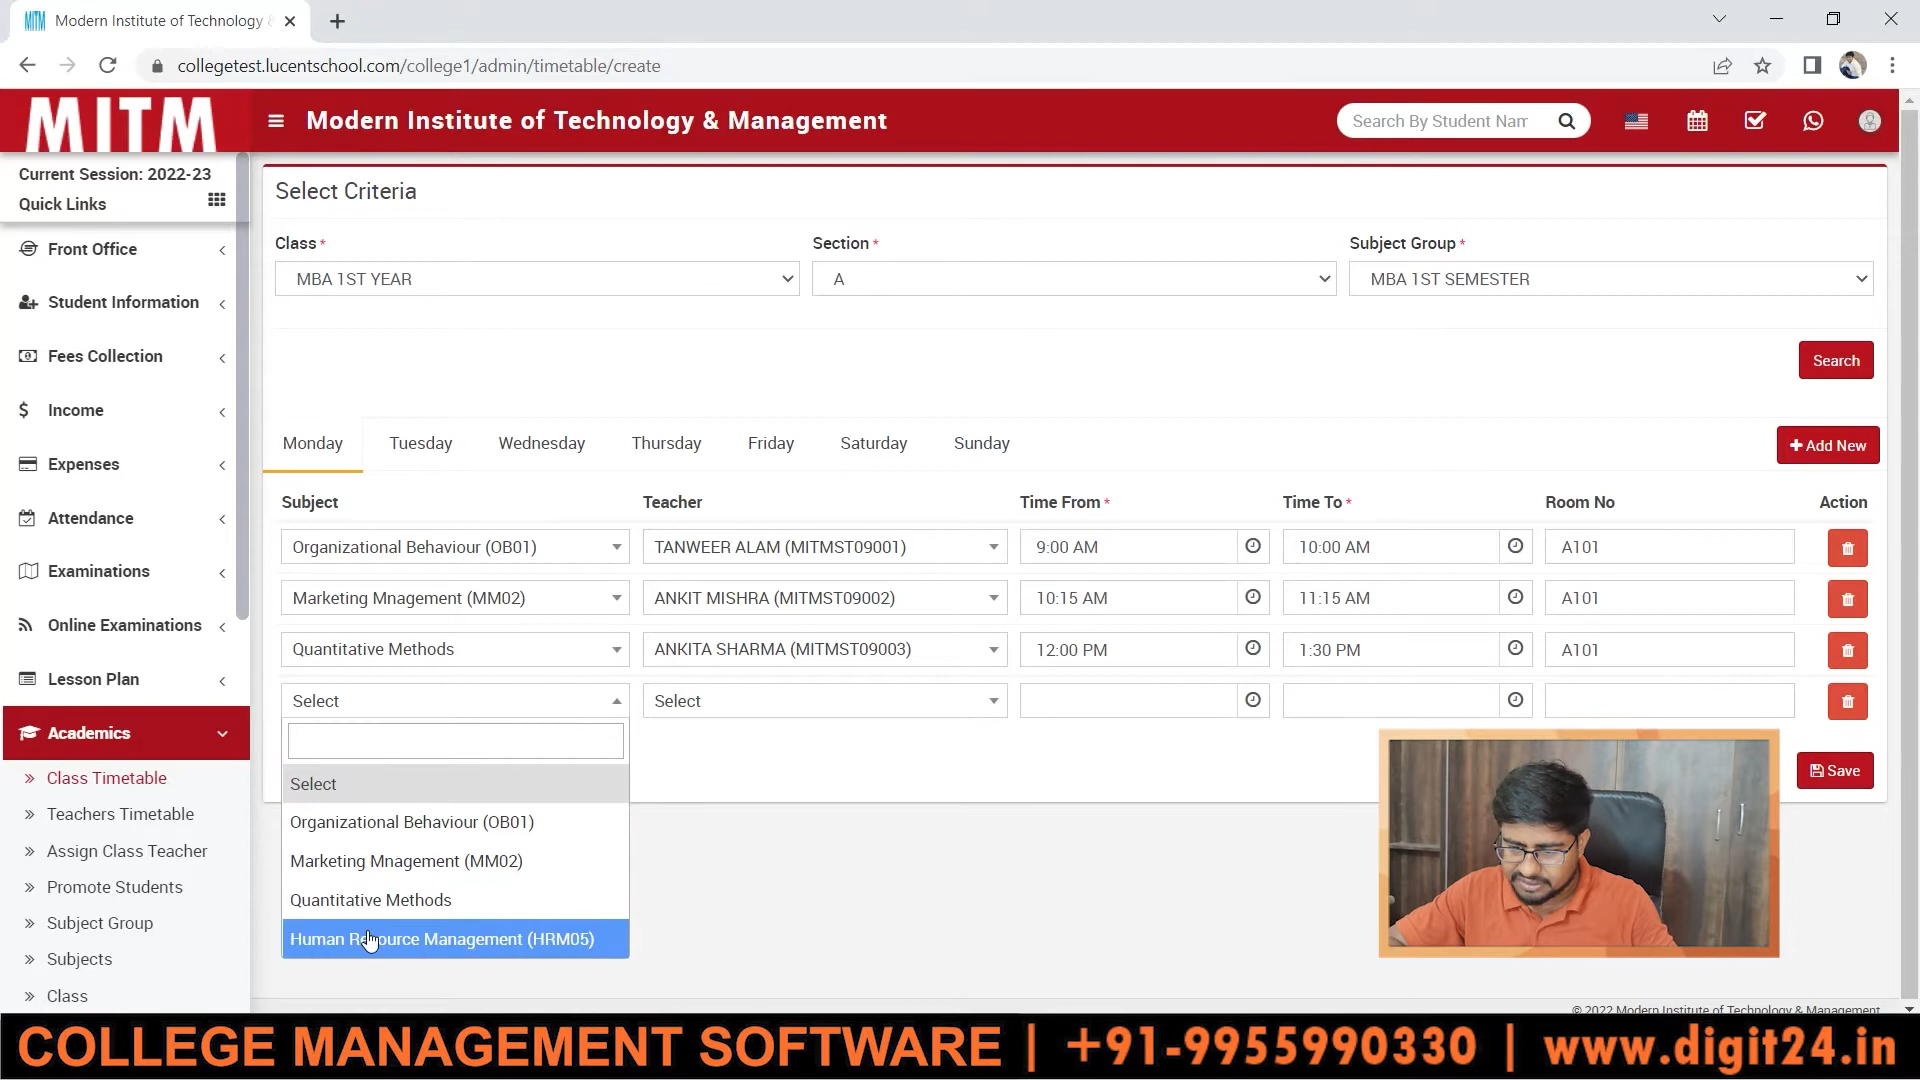 Modern Institute of Technology &
collegetest.lucentschool.com/college1/admin/timetable/create
MITM
Modern Institute of Technology & Management
Search By Student Nam
Current Session: 2022-23
Quick Links
Front Office
Student Information
Fees Collection
Income
Expenses
Attendance
Examinations
Online Examinations
Lesson Plan
Academics
Class Timetable
Teachers Timetable
Assign Class Teacher
Promote Students
Subject Group
Subjects
Class
Select Criteria
Class *
Section *
Subject Group *
MBA 1ST YEAR
A
MBA 1ST SEMESTER
Search
Monday
Tuesday
Wednesday
Thursday
Friday
Saturday
Sunday
+ Add New
Subject
Teacher
Time From *
Time To *
Room No
Action
Organizational Behaviour (OB01)
TANWEER ALAM (MITMST09001)
9:00 AM
10:00 AM
A101
Marketing Mnagement (MM02)
ANKIT MISHRA (MITMST09002)
10:15 AM
11:15 AM
A101
Quantitative Methods
ANKITA SHARMA (MITMST09003)
12:00 PM
1:30 PM
A101
Select
Select
Select
Organizational Behaviour (OB01)
Marketing Mnagement (MM02)
Quantitative Methods
Human Resource Management (HRM05)
Save
© 2022 Modern Institute of Technology & Management
COLLEGE MANAGEMENT SOFTWARE | +91-9955990330 | www.digit24.in